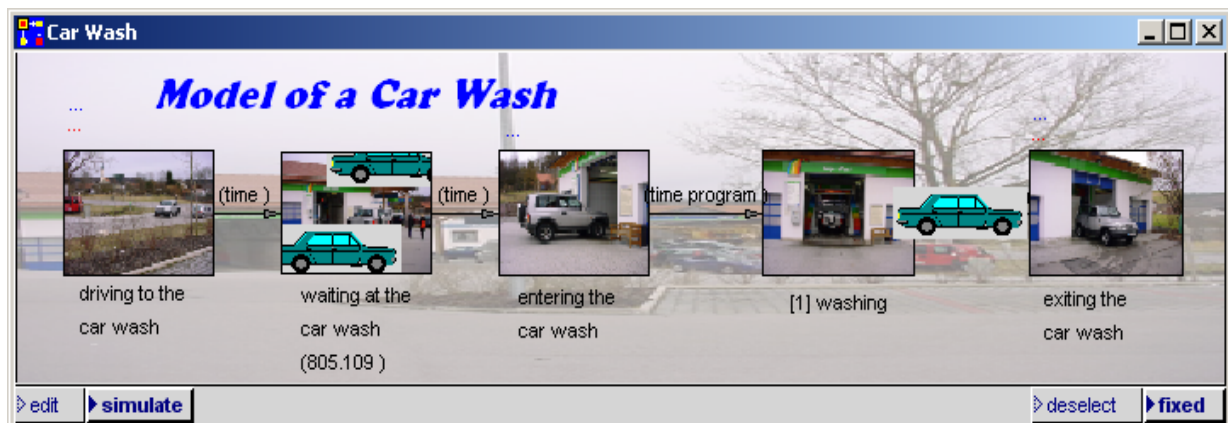 Car Wash
Model of a Car Wash
...
...
...
...
...
(time )
(time )
(time program )
driving to the
car wash
waiting at the
car wash
(805.109 )
entering the
car wash
[1] washing
exiting the
car wash
edit
simulate
deselect
fixed